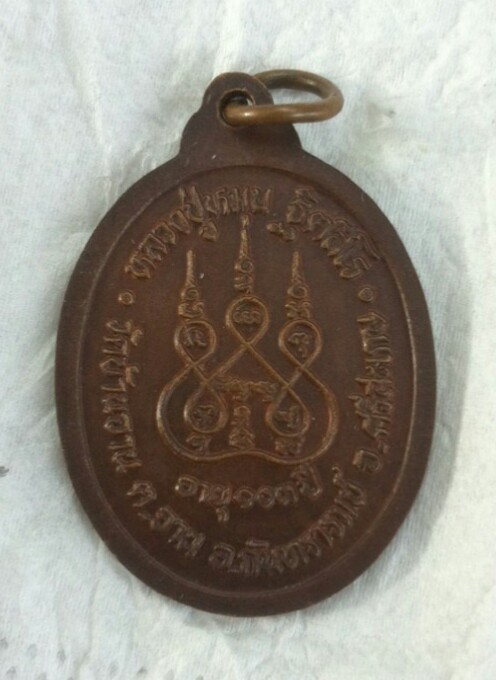 หลวงปู่หมุน ฐิตสีโล
อายุ๑๐๓ปี
วัดบ้านจาน ต.จาน อ.กันทรารมย์ จ.ศรีสะเกษ